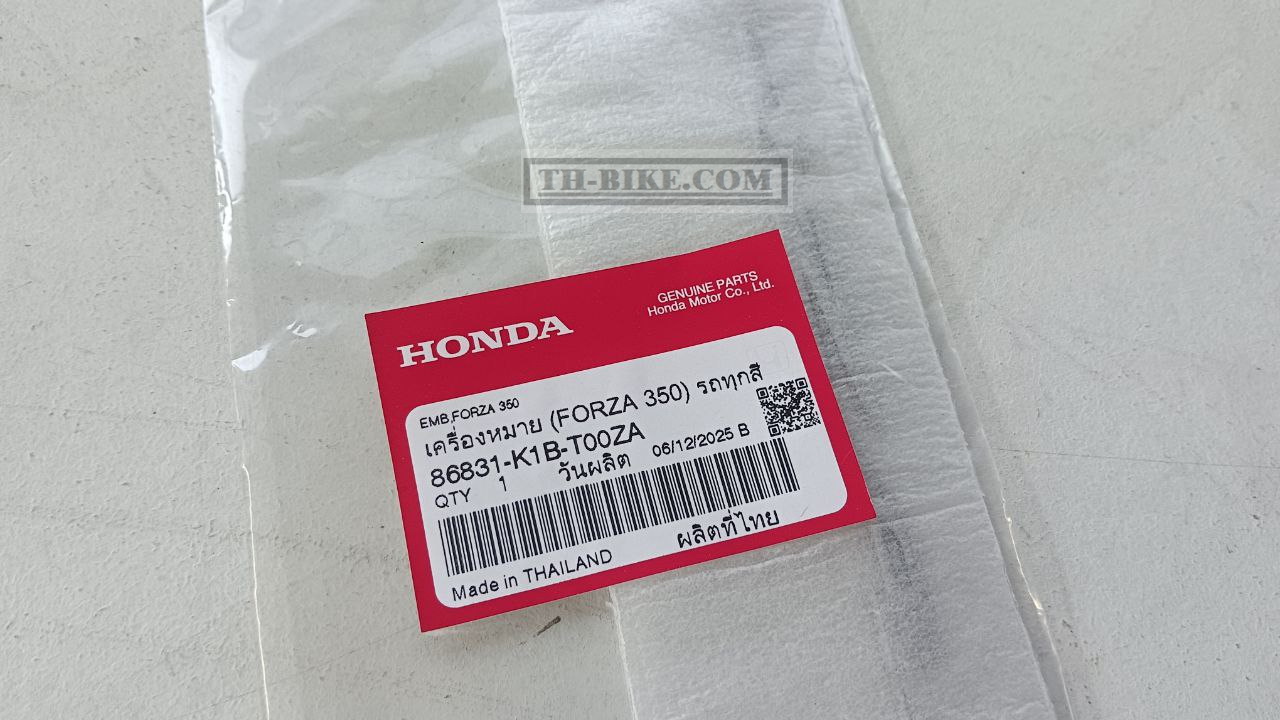 TH-BIKE.COM
GENUINE PARTS
Honda Motor Co., Ltd.
HONDA
EMB,FORZA 350
เครื่องหมาย (FORZA 350) รถทุกสี
86831-K1B-T00ZA
QTY 1 วันผลิต 06/12/2025 B
Made in THAILAND ผลิตที่ไทย